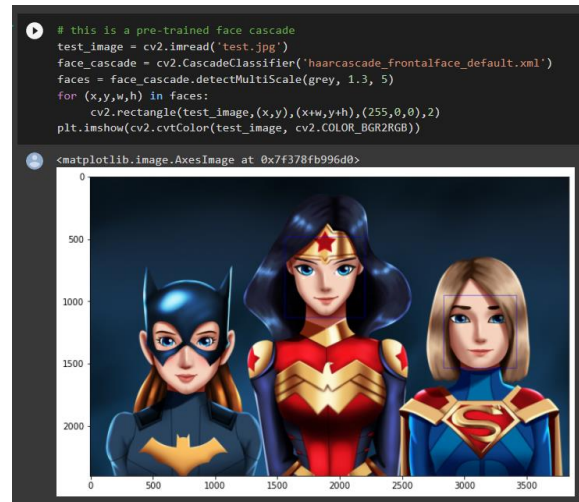 # this is a pre-trained face cascade
test_image = cv2.imread('test.jpg')
face_cascade = cv2.CascadeClassifier('haarcascade_frontalface_default.xml')
faces = face_cascade.detectMultiScale(grey, 1.3, 5)
for (x,y,w,h) in faces:
     cv2.rectangle(test_image,(x,y),(x+w,y+h),(255,0,0),2)
plt.imshow(cv2.cvtColor(test_image, cv2.COLOR_BGR2RGB))
<matplotlib.image.AxesImage at 0x7f378fb996d0>
0
500
1000
1500
2000
0 500 1000 1500 2000 2500 3000 3500
S